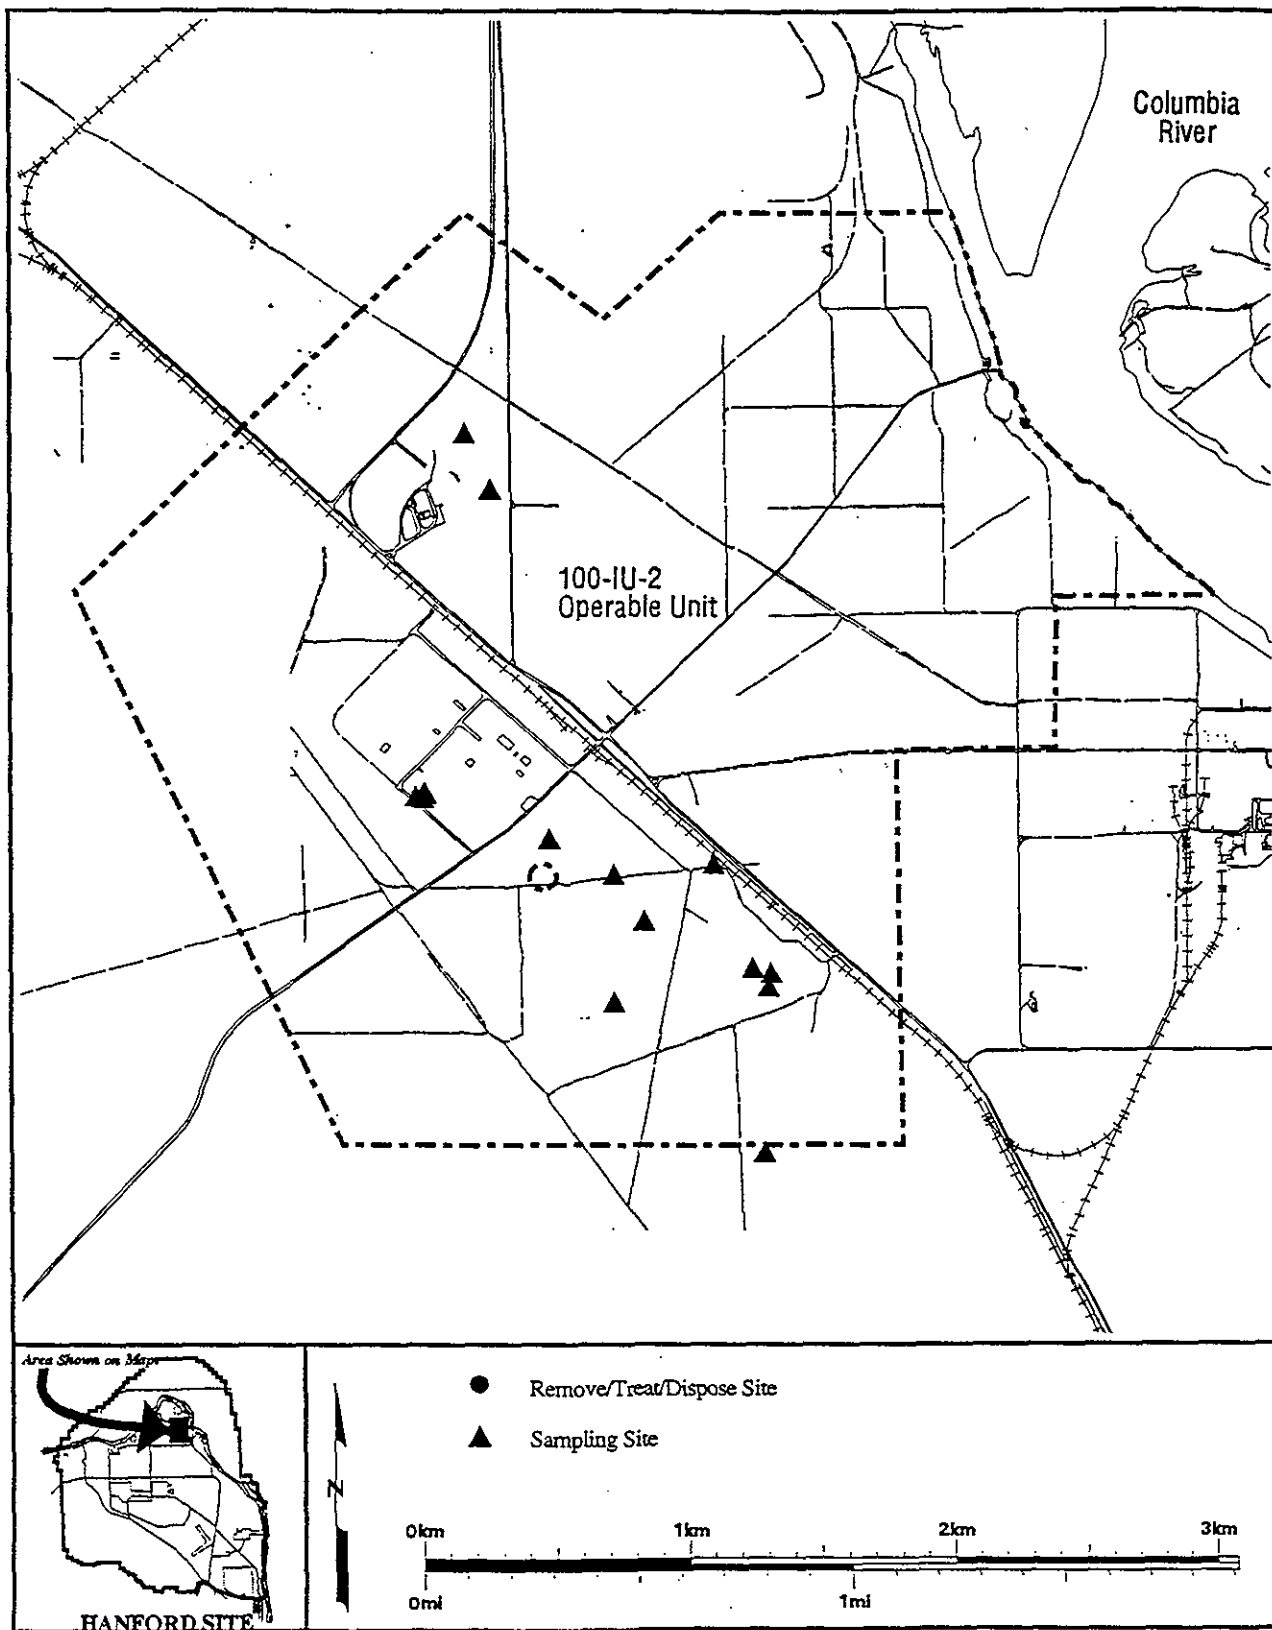 Columbia
River
100-IU-2
Operable Unit
Area Shown on Map
HANFORD SITE
N
Remove/Treat/Dispose Site
Sampling Site
0km 1km 2km 3km
0mi 1mi